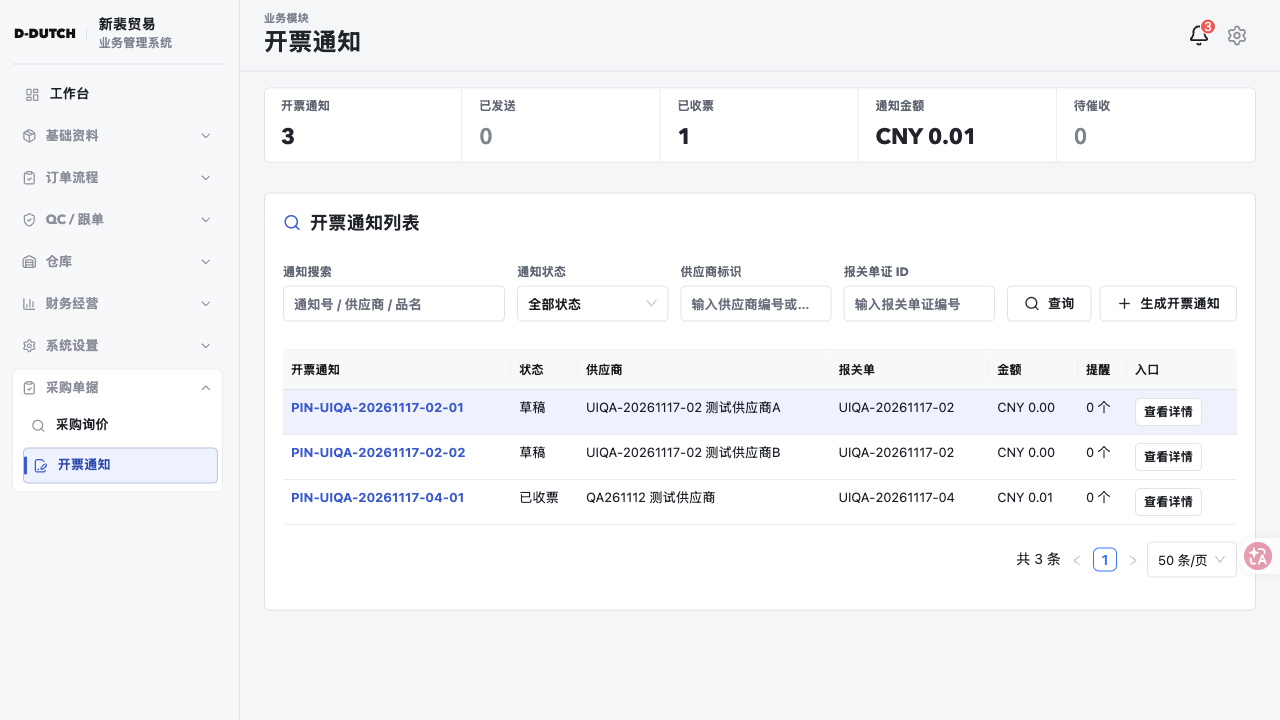 D-DUTCH
新裴贸易
业务管理系统
工作台
基础资料
订单流程
QC / 跟单
仓库
财务经营
系统设置
采购单据
采购询价
开票通知
业务模块
开票通知
3
开票通知
3
已发送
0
已收票
1
通知金额
CNY 0.01
待催收
0
开票通知列表
通知搜索
通知号 / 供应商 / 品名
通知状态
全部状态
供应商标识
输入供应商编号或...
报关单证 ID
输入报关单证编号
查询
生成开票通知
开票通知 状态 供应商 报关单 金额 提醒 入口
PIN-UIQA-20261117-02-01 草稿 UIQA-20261117-02 测试供应商A UIQA-20261117-02 CNY 0.00 0 个 查看详情
PIN-UIQA-20261117-02-02 草稿 UIQA-20261117-02 测试供应商B UIQA-20261117-02 CNY 0.00 0 个 查看详情
PIN-UIQA-20261117-04-01 已收票 QA261112 测试供应商 UIQA-20261117-04 CNY 0.01 0 个 查看详情
共 3 条 1 50 条/页